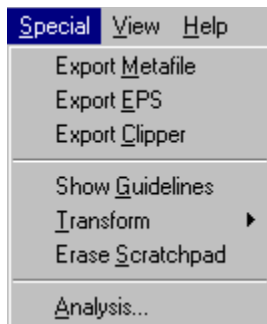 Special View Help
Export Metafile
Export EPS
Export Clipper
Show Guidelines
Transform
Erase Scratchpad
Analysis...